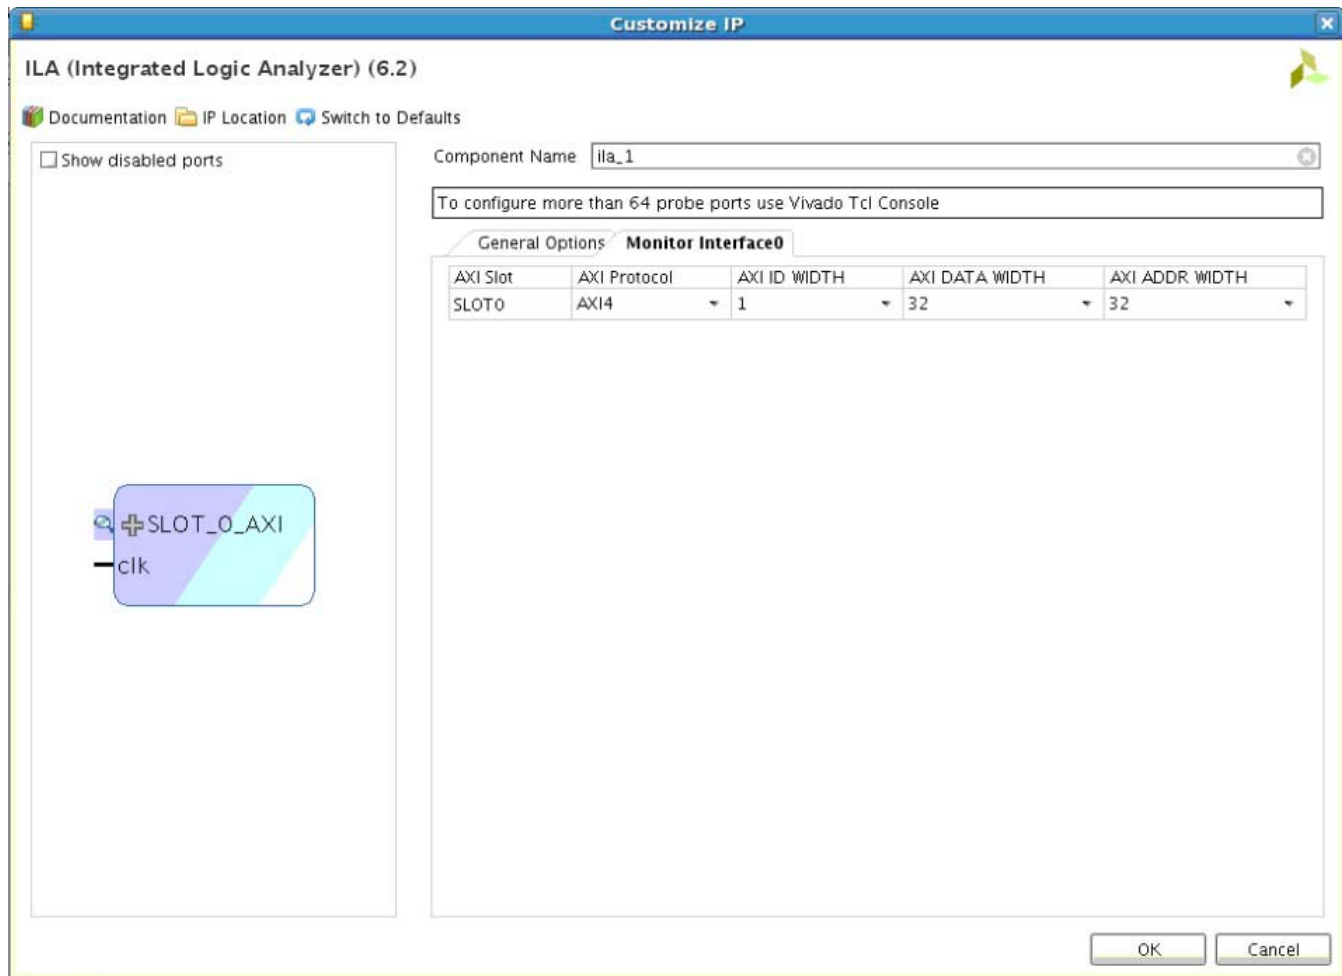 Customize IP
ILA (Integrated Logic Analyzer) (6.2)
Documentation IP Location Switch to Defaults
Show disabled ports
SLOT_0_AXI
clk
Component Name ila_1
To configure more than 64 probe ports use Vivado Tcl Console
General Options Monitor Interface0
AXI Slot AXI Protocol AXI ID WIDTH AXI DATA WIDTH AXI ADDR WIDTH
SLOT0 AXI4 1 32 32
OK Cancel